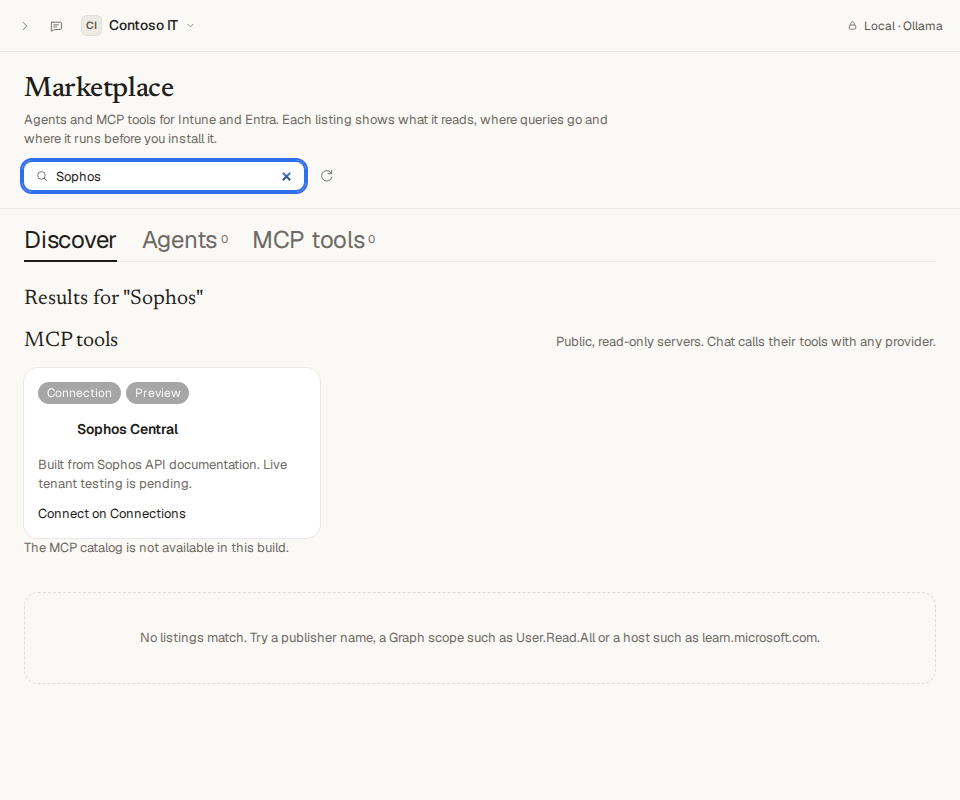 CI Contoso IT
Local · Ollama
Marketplace
Agents and MCP tools for Intune and Entra. Each listing shows what it reads, where queries go and
where it runs before you install it.
Sophos
Discover Agents 0 MCP tools 0
Results for "Sophos"
MCP tools
Public, read-only servers. Chat calls their tools with any provider.
Connection Preview
Sophos Central
Built from Sophos API documentation. Live
tenant testing is pending.
Connect on Connections
The MCP catalog is not available in this build.
No listings match. Try a publisher name, a Graph scope such as User.Read.All or a host such as learn.microsoft.com.